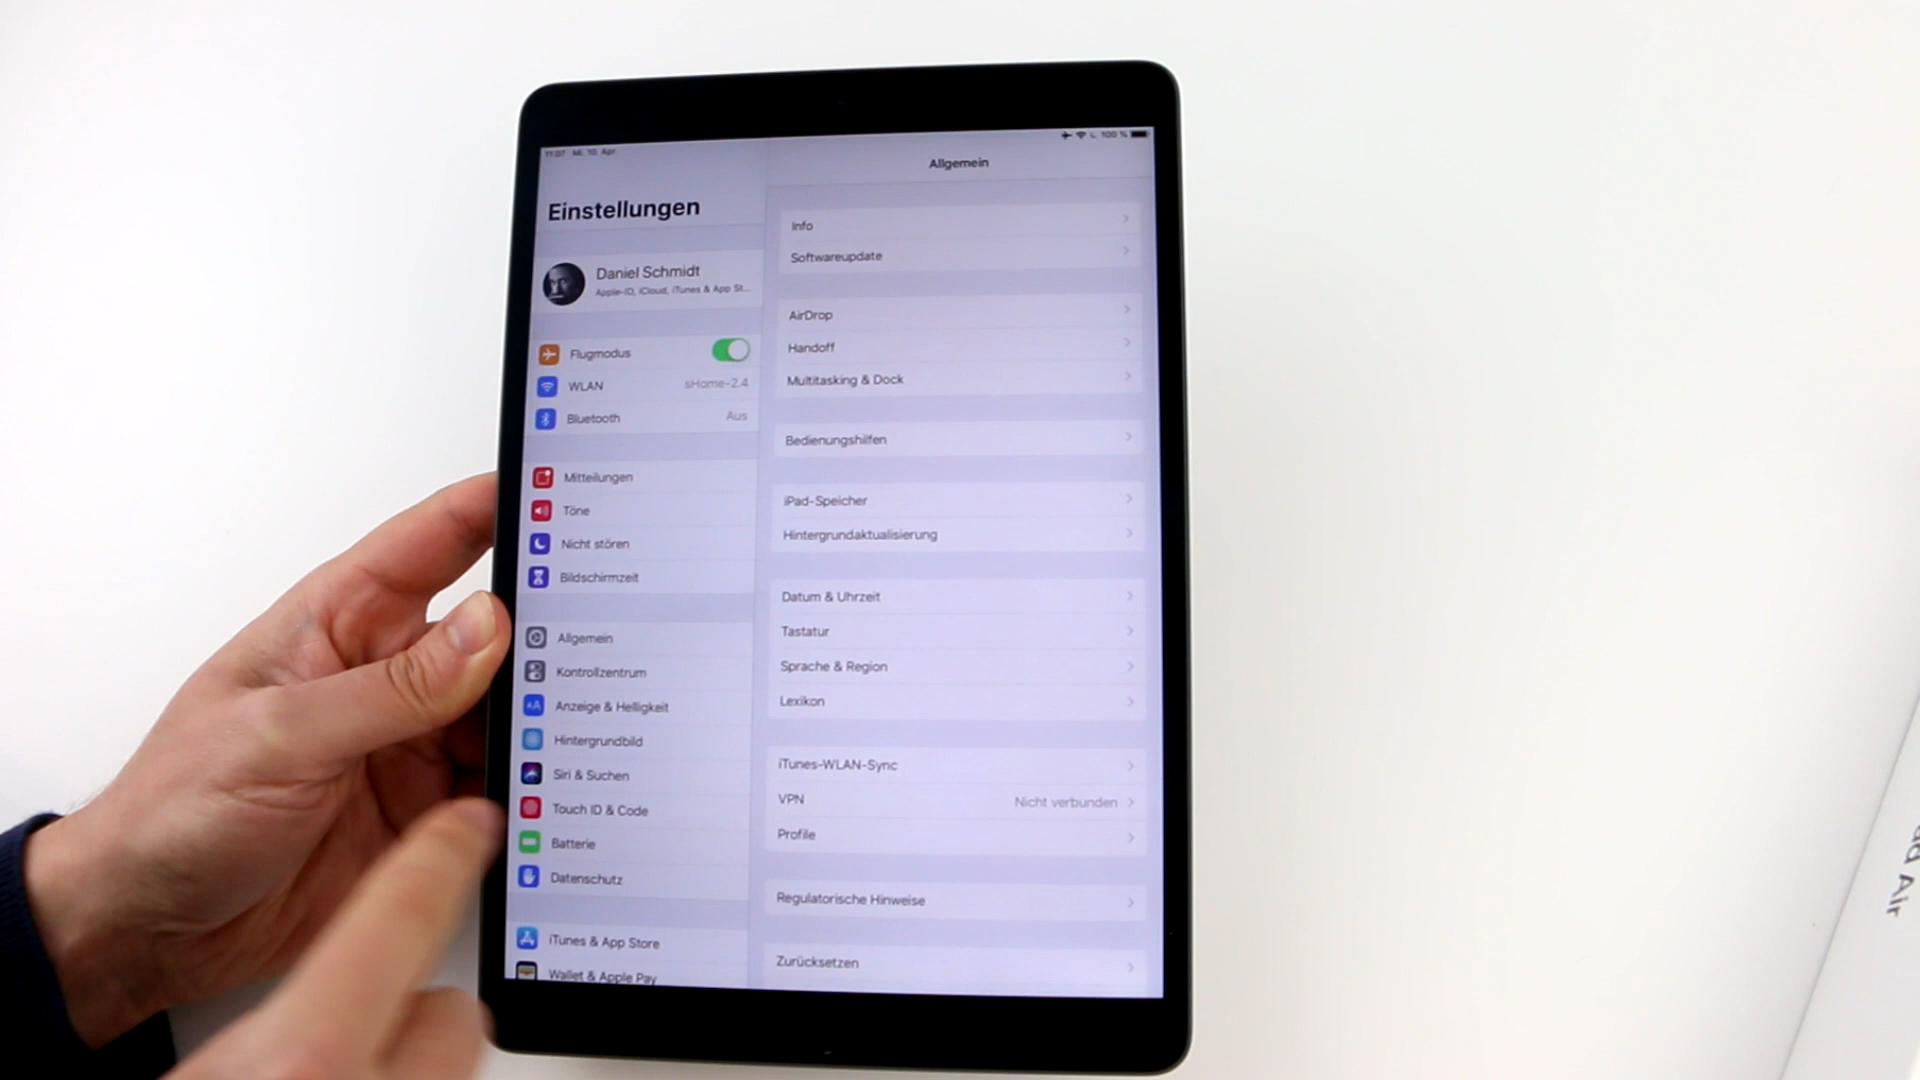 11:07 Mi. 10. Apr
100 %
Einstellungen
Daniel Schmidt
Apple-ID, iCloud, iTunes & App St...
Flugmodus
WLAN sHome-2.4
Bluetooth Aus
Mitteilungen
Töne
Nicht stören
Bildschirmzeit
Allgemein
Kontrollzentrum
Anzeige & Helligkeit
Hintergrundbild
Siri & Suchen
Touch ID & Code
Batterie
Datenschutz
iTunes & App Store
Wallet & Apple Pay
Allgemein
Info
Softwareupdate
AirDrop
Handoff
Multitasking & Dock
Bedienungshilfen
iPad-Speicher
Hintergrundaktualisierung
Datum & Uhrzeit
Tastatur
Sprache & Region
Lexikon
iTunes-WLAN-Sync
VPN Nicht verbunden
Profile
Regulatorische Hinweise
Zurücksetzen
ad Air